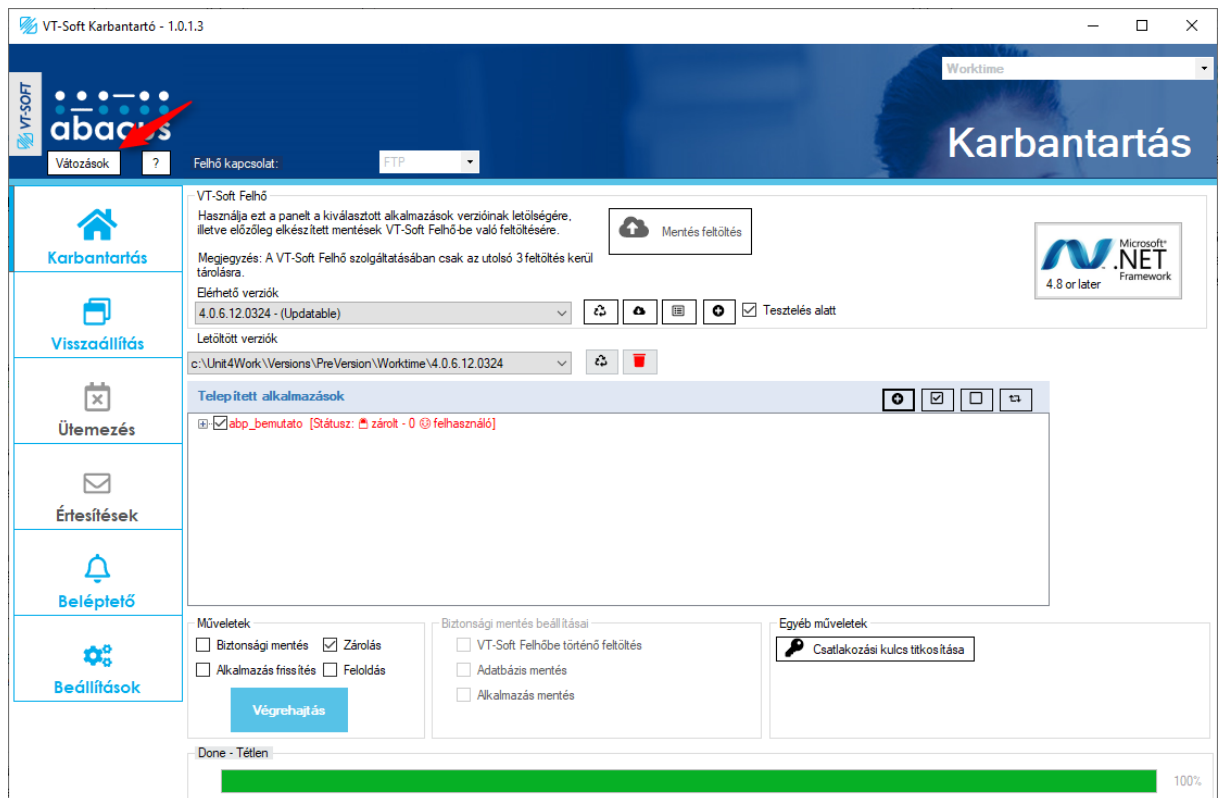 VT-Soft Karbantartó - 1.0.1.3
Worktime
VT-SOFT
abacus
Karbantartás
Vátozások
?
Felhő kapcsolat:
FTP
Karbantartás
Visszaállítás
Ütemezés
Értesítések
Beléptető
Beállítások
VT-Soft Felhő
Használja ezt a panelt a kiválasztott alkalmazások verzióinak letölségére,
illetve előzőleg elkészített mentések VT-Soft Felhő-be való feltöltésére.
Mentés feltöltés
Megjegyzés: A VT-Soft Felhő szolgáltatásában csak az utolsó 3 feltöltés kerül
tárolásra.
Microsoft
.NET
Framework
4.8 or later
Elérhető verziók
4.0.6.12.0324 - (Updatable)
Tesztelés alatt
Letöltött verziók
c:\Unit4Work\Versions\PreVersion\Worktime\4.0.6.12.0324
Telepített alkalmazások
abp_bemutato [Státusz: zárolt - 0 felhasználó]
Műveletek
Biztonsági mentés
Zárolás
Alkalmazás frissítés
Feloldás
Végrehajtás
Biztonsági mentés beállításai
VT-Soft Felhőbe történő feltöltés
Adatbázis mentés
Alkalmazás mentés
Egyéb műveletek
Csatlakozási kulcs titkosítása
Done - Tétlen
100%